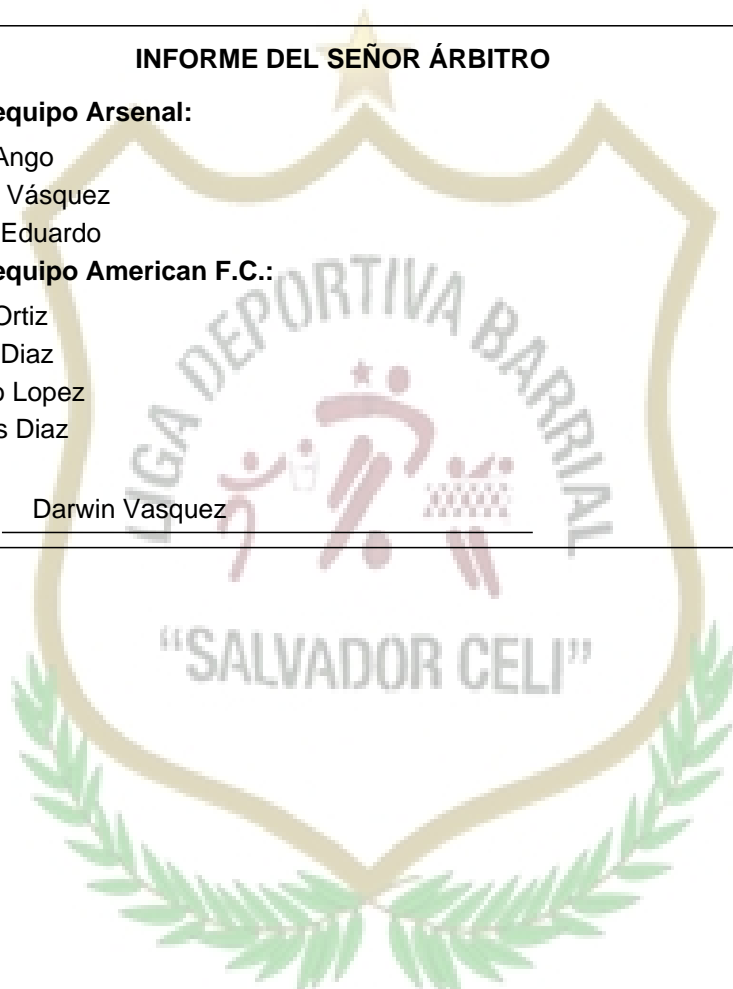 INFORME DEL SEÑOR ÁRBITRO
equipo Arsenal:
Ango
Vásquez
Eduardo
equipo American F.C.:
Ortiz
Diaz
Lopez
Diaz
Darwin Vasquez
LIGA DEPORTIVA BARRIAL
“SALVADOR CELI”